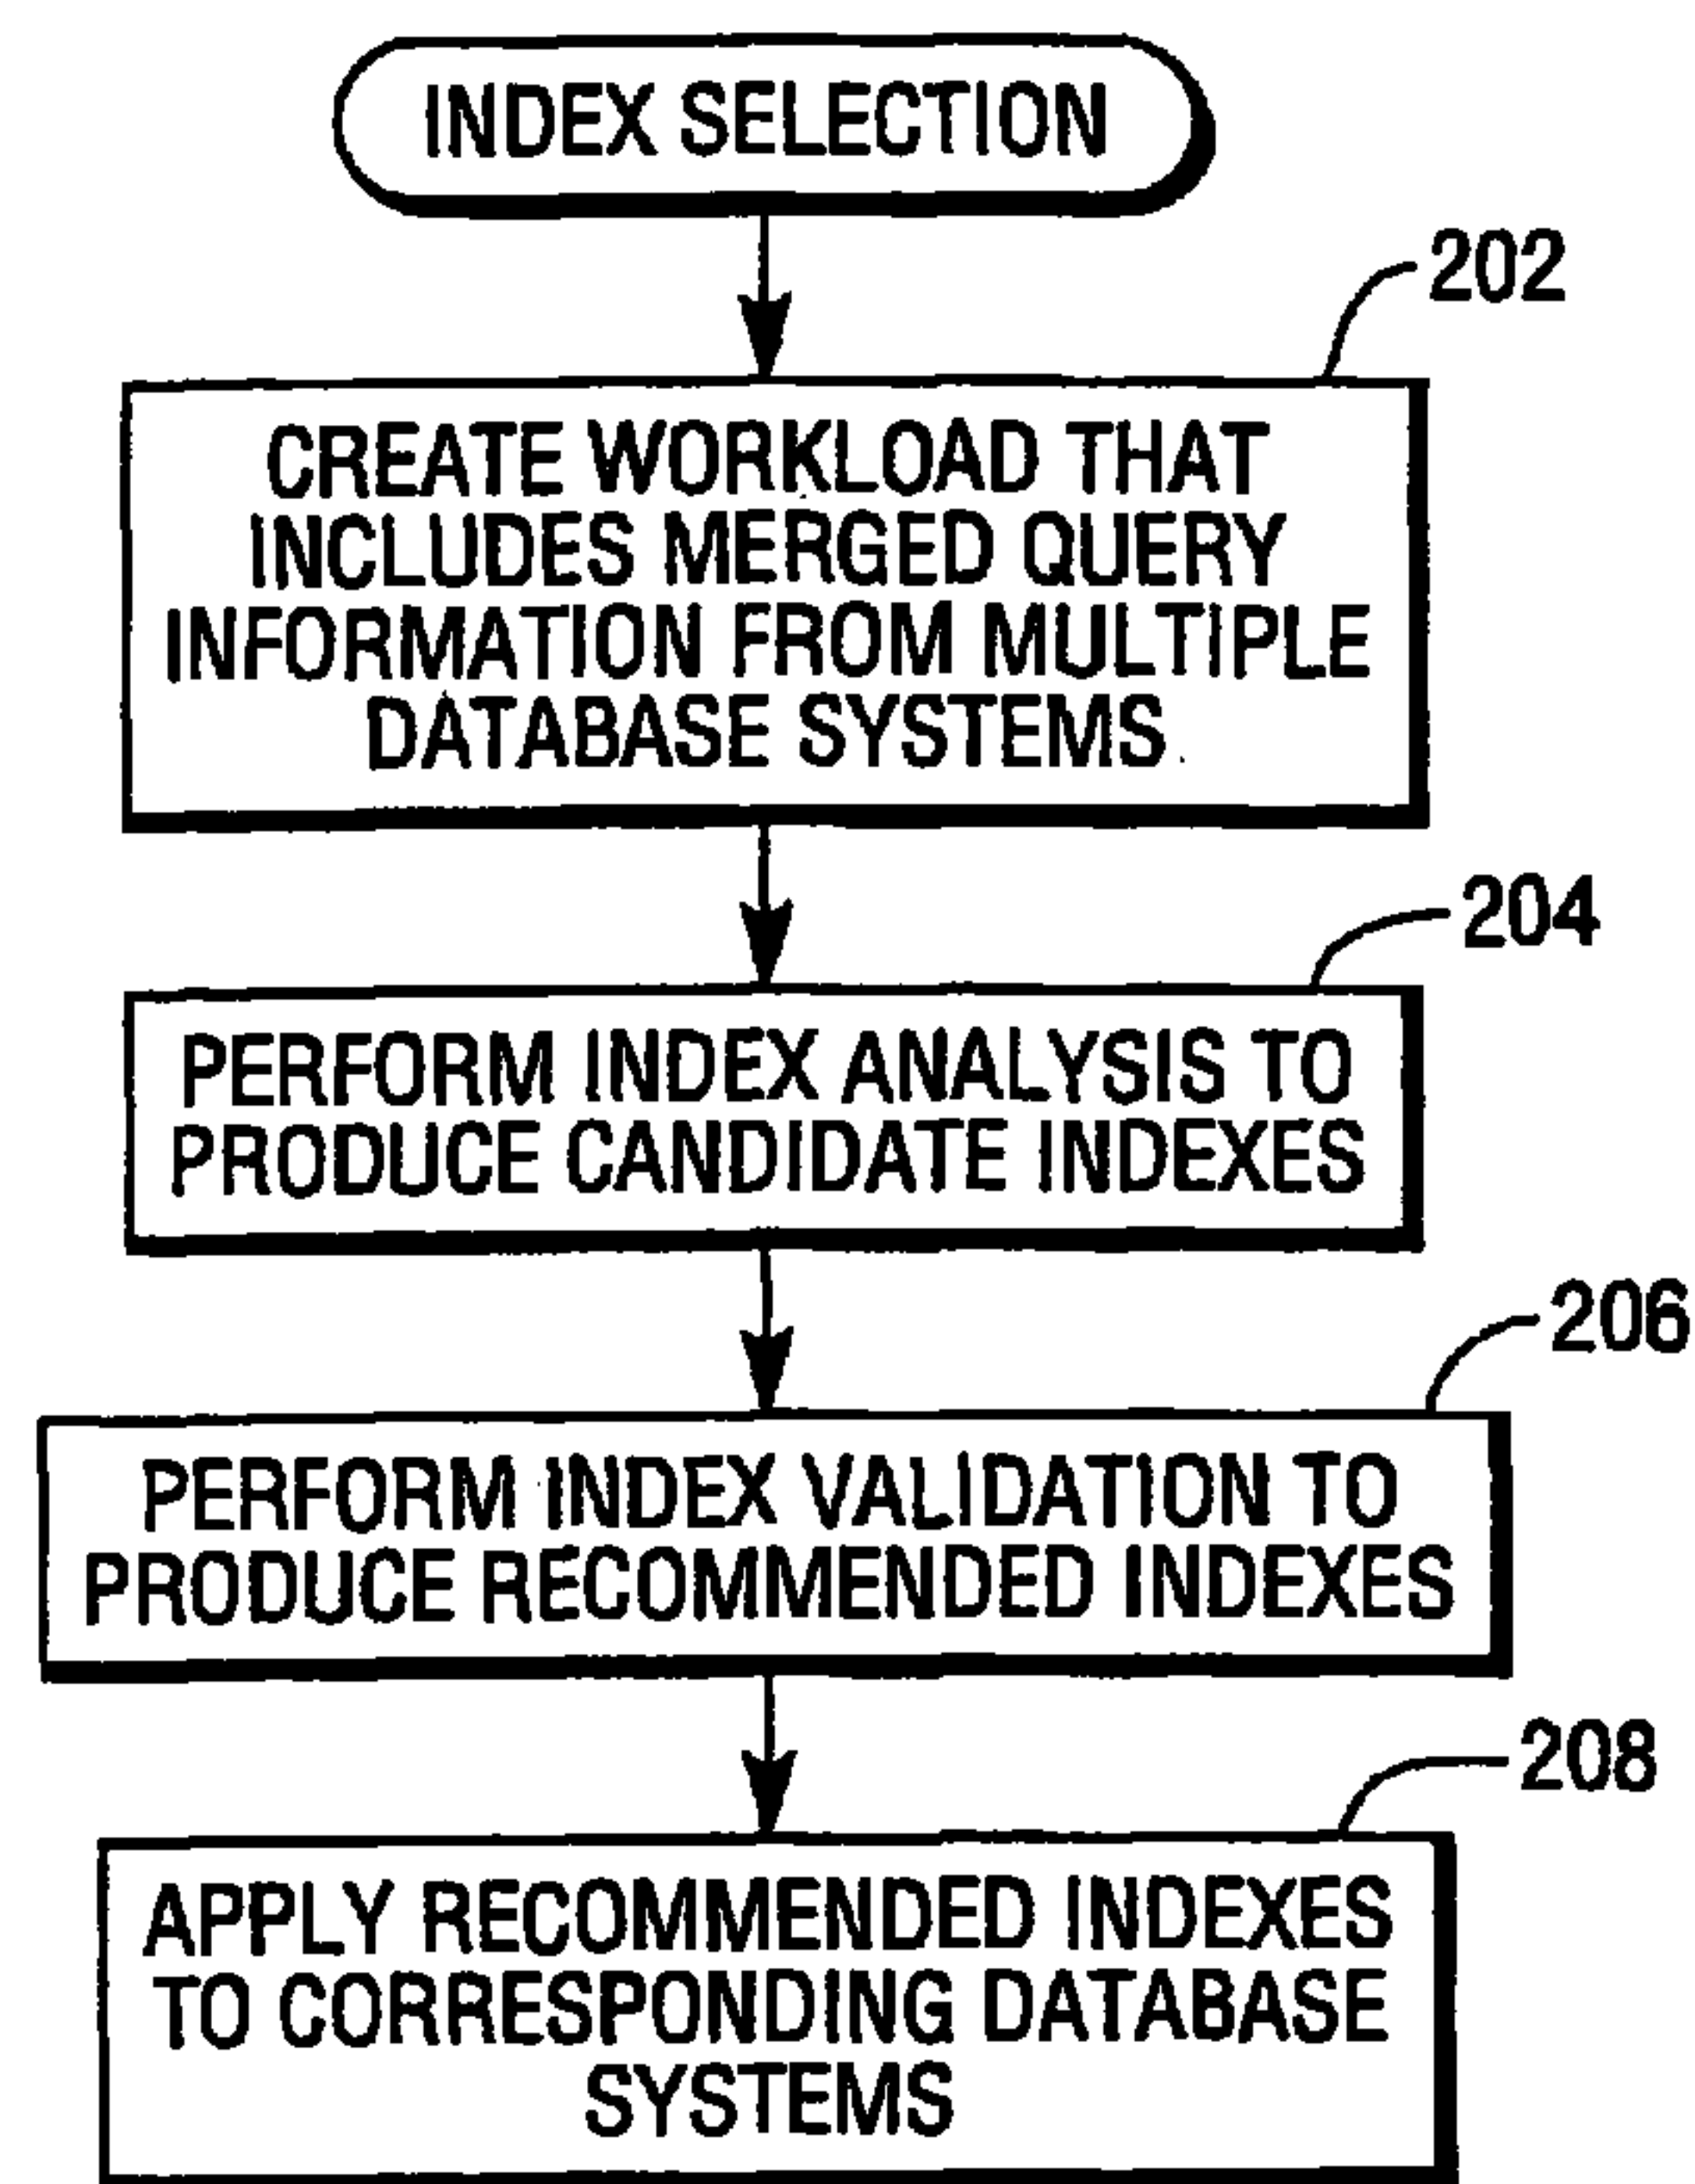 INDEX SELECTION
202
CREATE WORKLOAD THAT
INCLUDES MERGED QUERY
INFORMATION FROM MULTIPLE
DATABASE SYSTEMS
204
PERFORM INDEX ANALYSIS TO
PRODUCE CANDIDATE INDEXES
206
PERFORM INDEX VALIDATION TO
PRODUCE RECOMMENDED INDEXES
208
APPLY RECOMMENDED INDEXES
TO CORRESPONDING DATABASE
SYSTEMS